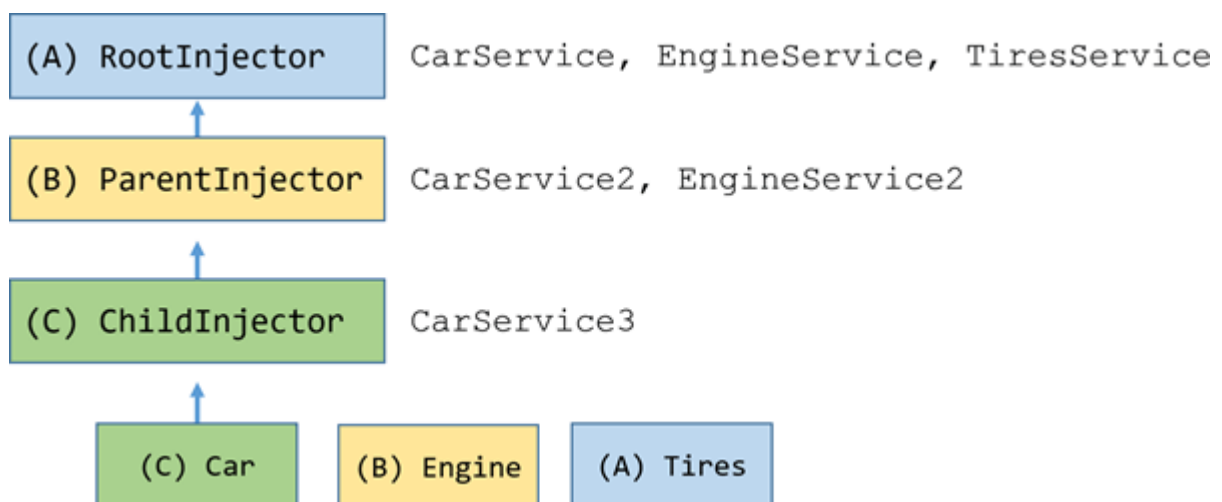 (A) RootInjector CarService, EngineService, TiresService
(B) ParentInjector CarService2, EngineService2
(C) ChildInjector CarService3
(C) Car (B) Engine (A) Tires